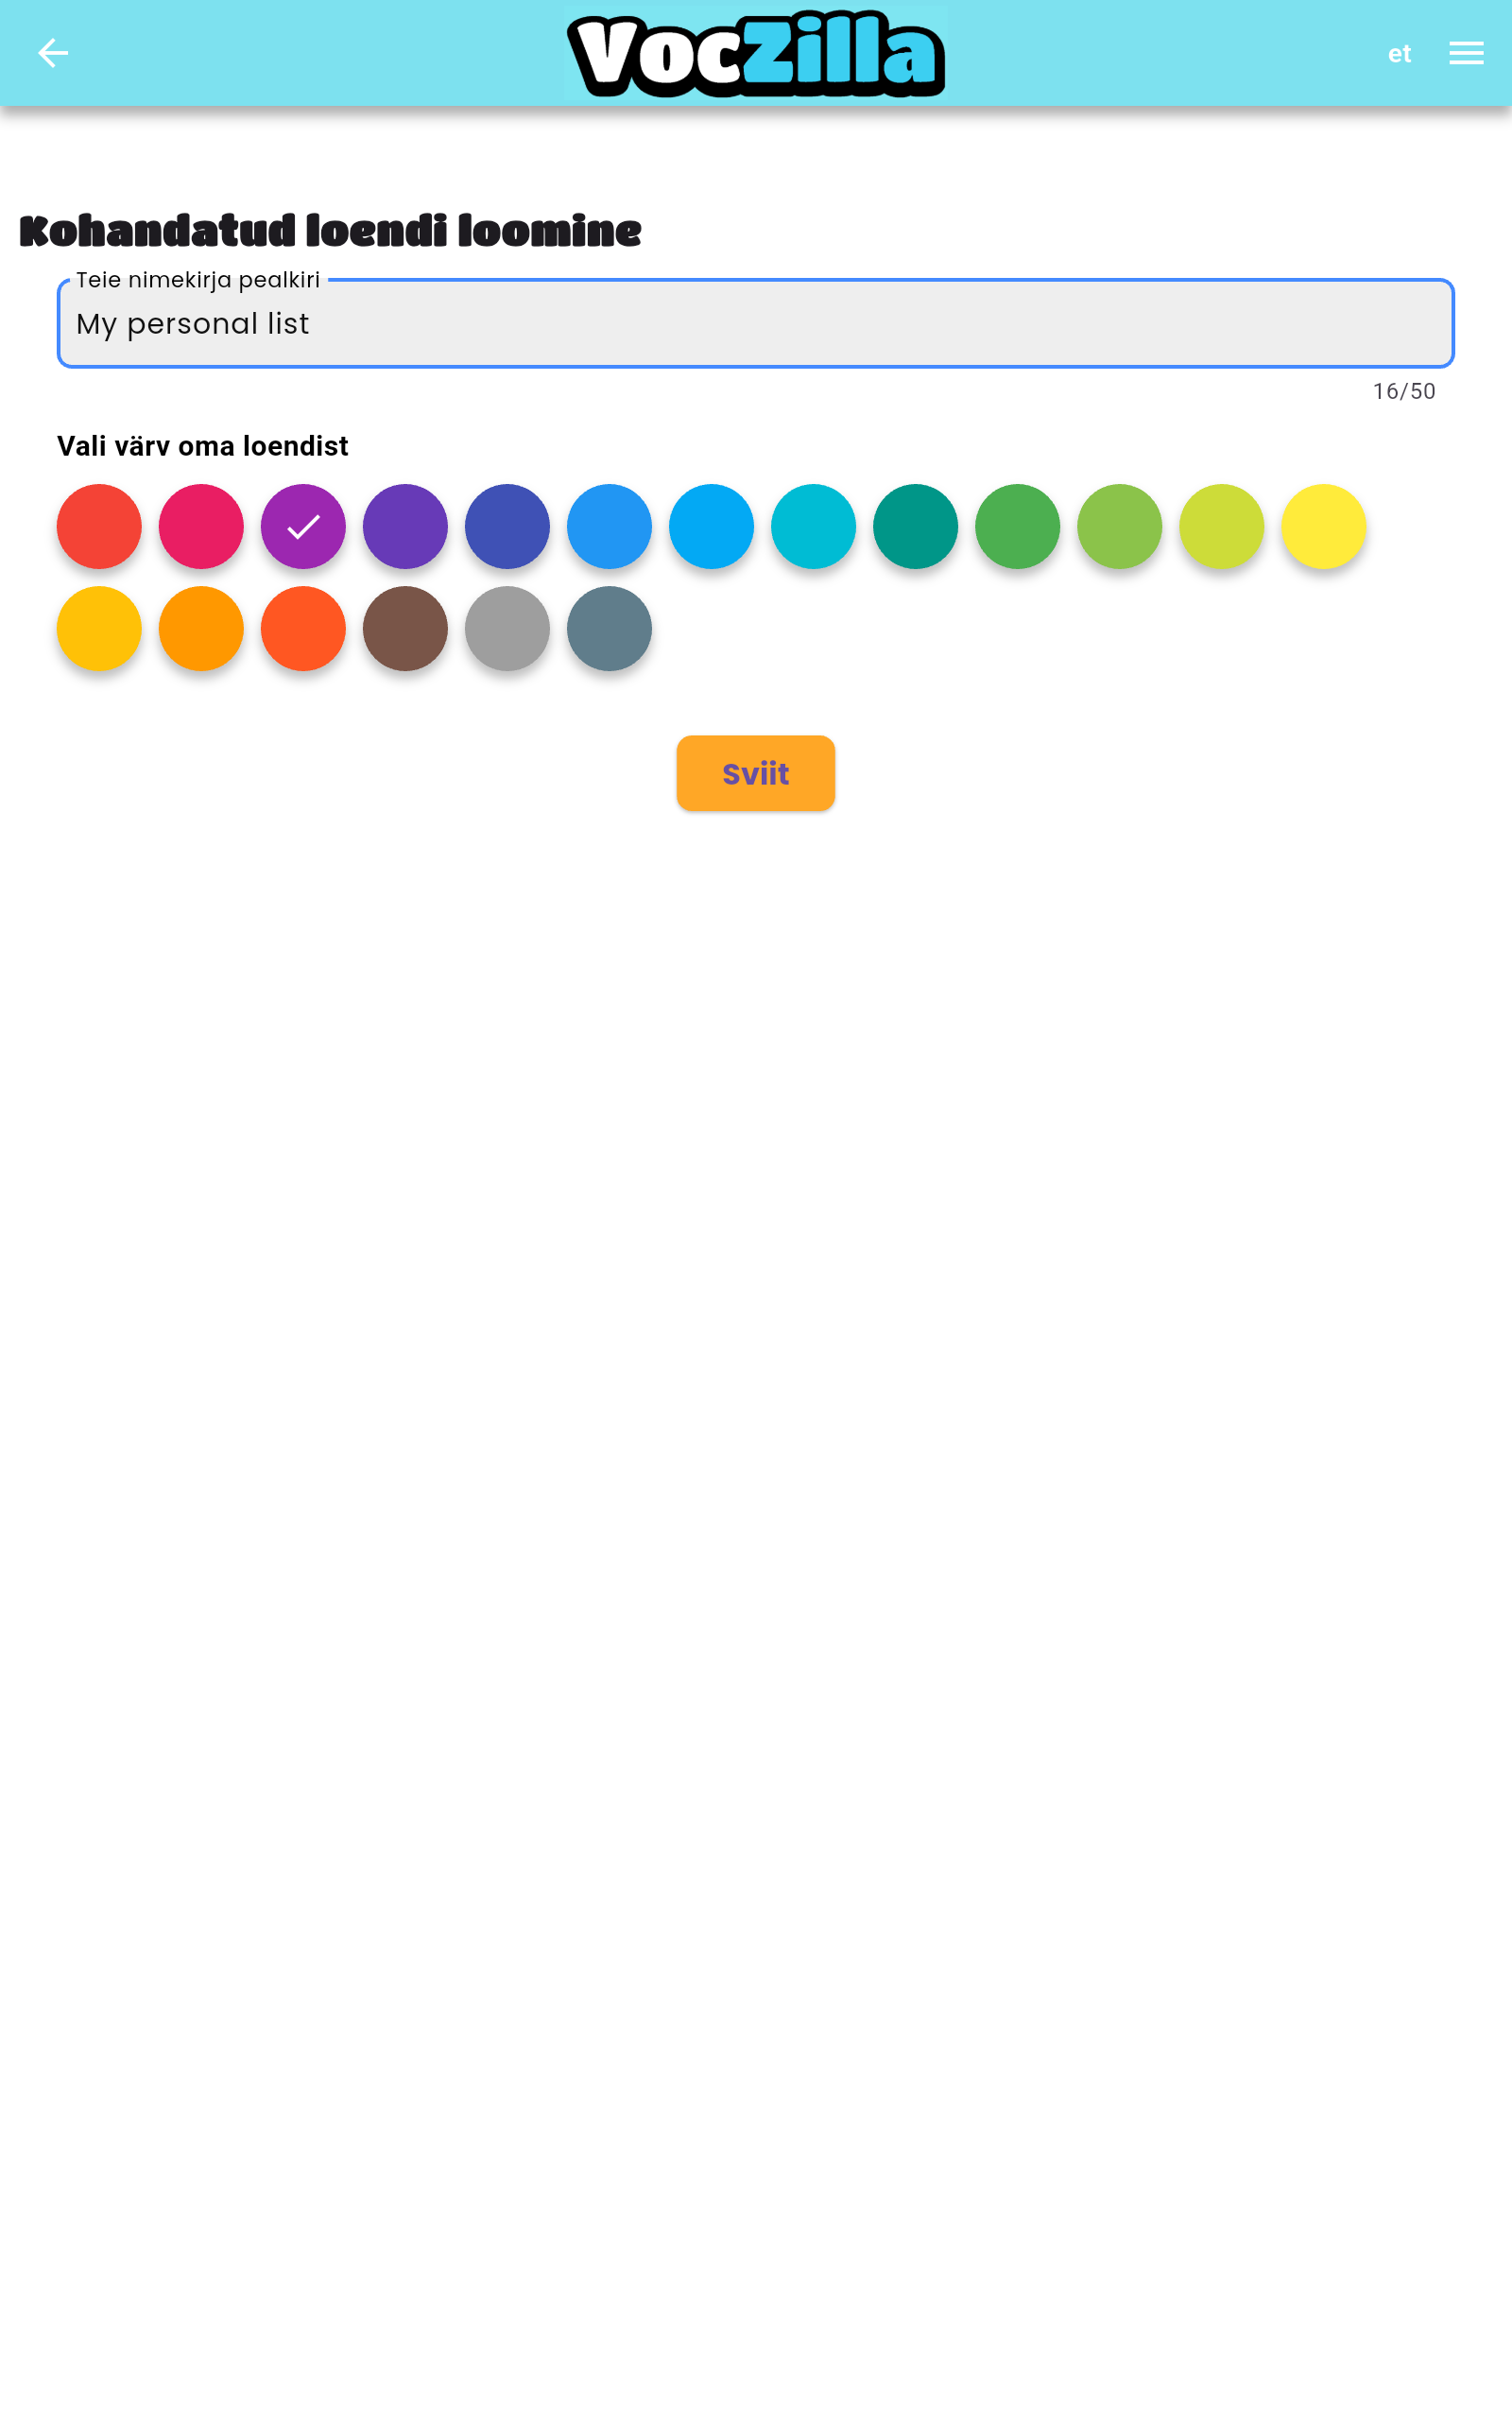 VocZilla
et
Kohandatud loendi loomine
Teie nimekirja pealkiri
My personal list
16/50
Vali värv oma loendist
Sviit